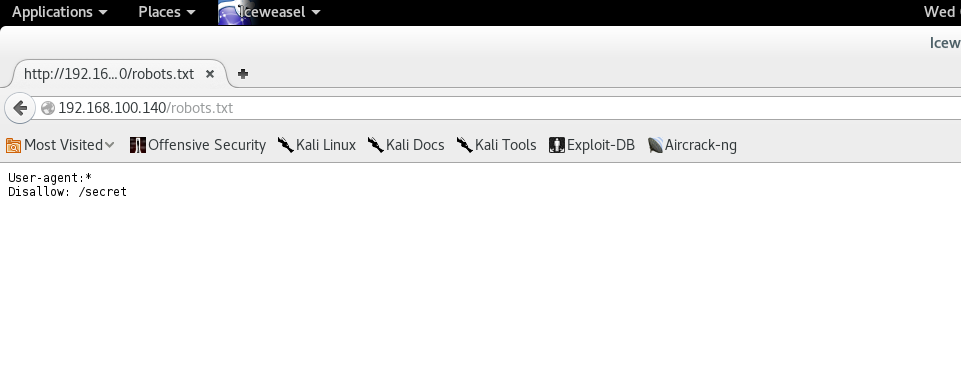 Applications Places Iceweasel Wed
Icew
http://192.16...0/robots.txt
192.168.100.140/robots.txt
Most Visited Offensive Security Kali Linux Kali Docs Kali Tools Exploit-DB Aircrack-ng
User-agent:*
Disallow: /secret